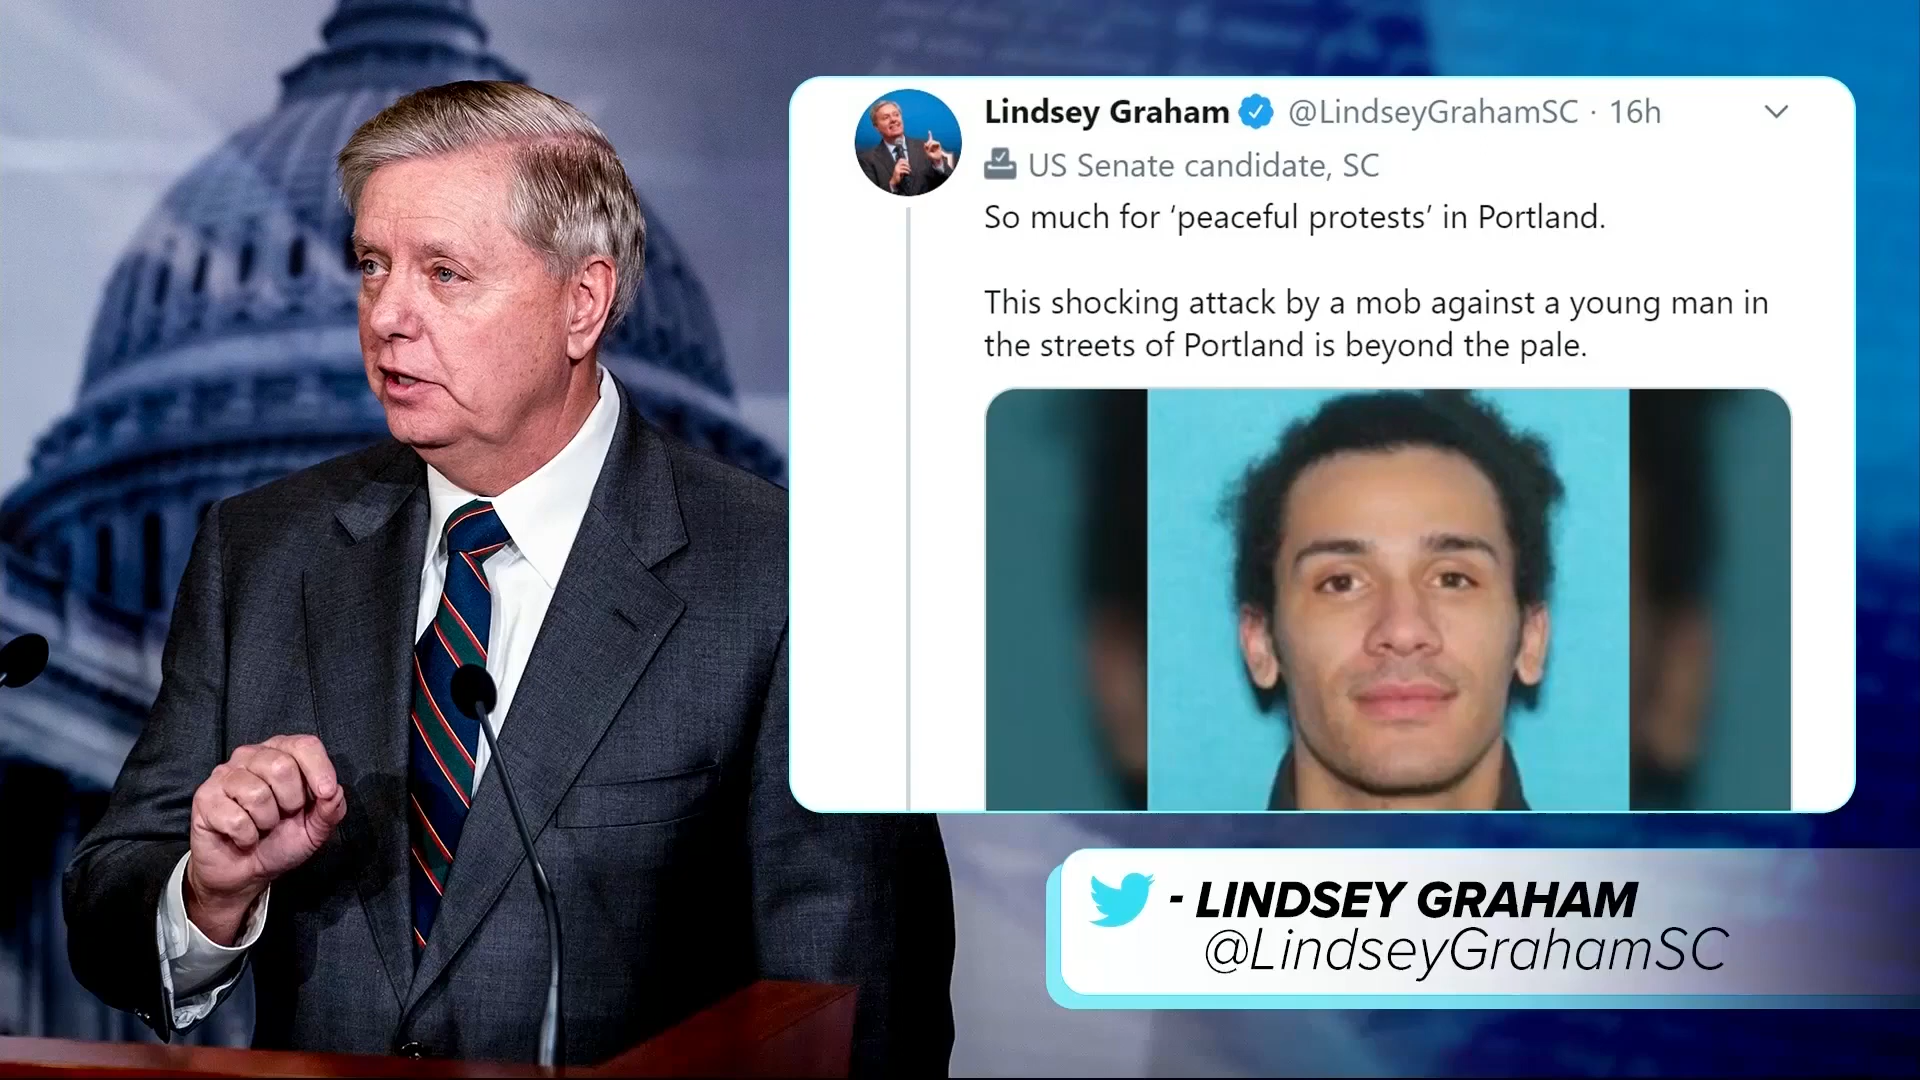 Lindsey Graham @LindseyGrahamSC · 16h
US Senate candidate, SC
So much for ‘peaceful protests’ in Portland.
This shocking attack by a mob against a young man in
the streets of Portland is beyond the pale.
- LINDSEY GRAHAM
@LindseyGrahamSC